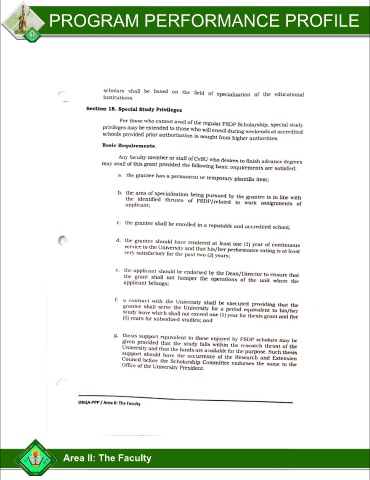 PROGRAM PERFORMANCE PROFILE
scholars shall be based on the field of specialization of the educational
institutions.
Section 18. Special Study Privileges
For those who cannot avail of the regular FSDP Scholarship, special study
privileges may be extended to those who will enroll during weekends at accredited
schools provided prior authorization is sought from higher authorities.
Basic Requirements.
Any faculty member or staff of CvSU who desires to finish advance degrees
may avail of this grant provided the following basic requirements are satisfied:
a. the grantee has a permanent or temporary plantilla item;
b. the area of specialization being pursued by the grantee is in line with
the identified thrusts of FSDP/related to work assignments of
applicant;
c. the grantee shall be enrolled in a reputable and accredited school;
d. the grantee should have rendered at least one (1) year of continuous
service to the University and that his/her performance rating is at least
very satisfactory for the past two (2) years;
e. the applicant should be endorsed by the Dean/Director to ensure that
the grant shall not hamper the operations of the unit where the
applicant belongs;
f. a contract with the University shall be executed providing that the
grantee shall serve the University for a period equivalent to his/her
study leave which shall not exceed one (1) year for thesis grant and five
(5) years for subsidized studies; and
g. thesis support equivalent to those enjoyed by FSDP scholars may be
given provided that the study falls within the research thrust of the
University and that the funds are available for the purpose. Such thesis
support should have the occurrence of the Research and Extension
Council before the Scholarship Committee endorses the same to the
Office of the University President.
OBQA-PPP / Area II: The Faculty
Area II: The Faculty